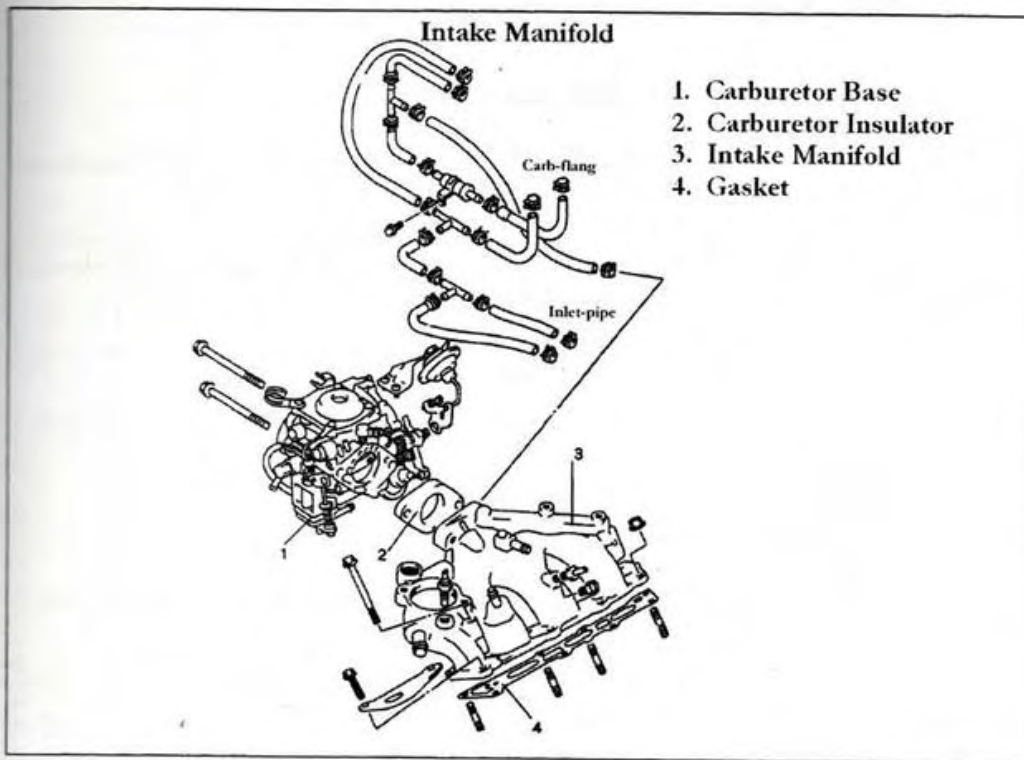 Intake Manifold
1. Carburetor Base
2. Carburetor Insulator
3. Intake Manifold
4. Gasket
Carb-flang
Inlet-pipe
3
1
2
4